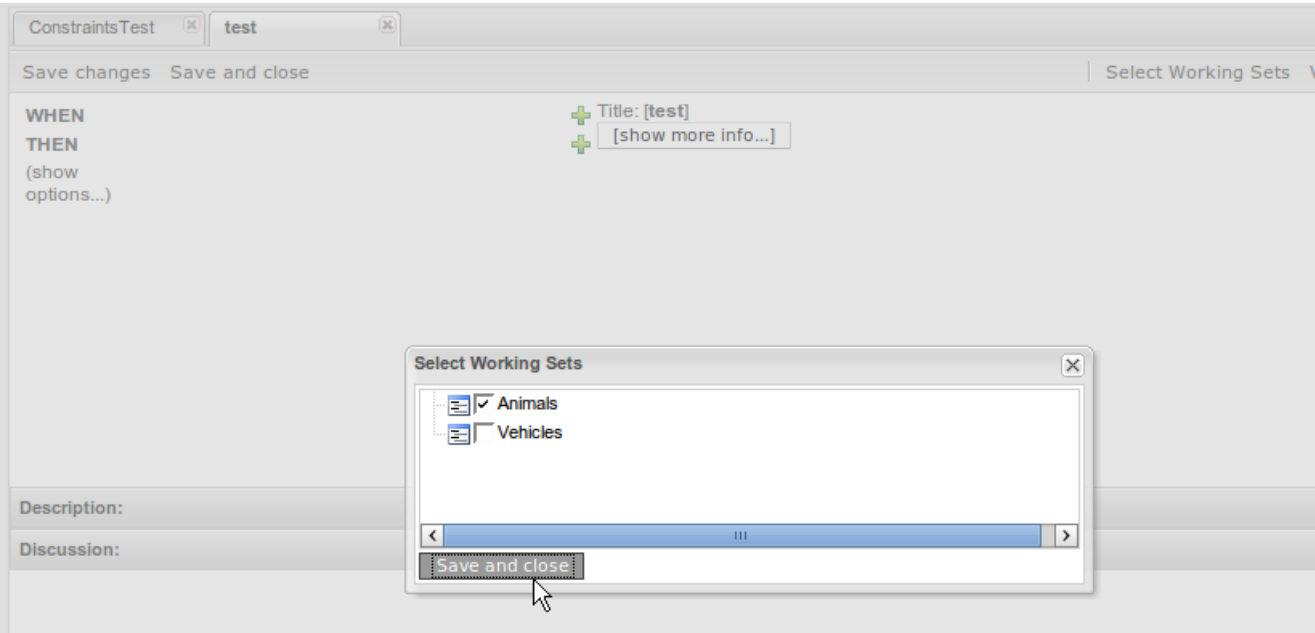 ConstraintsTest test
Save changes Save and close Select Working Sets
WHEN Title: [test]
THEN [show more info...]
(show
options...)
Select Working Sets
Animals
Vehicles
Description:
Discussion:
Save and close